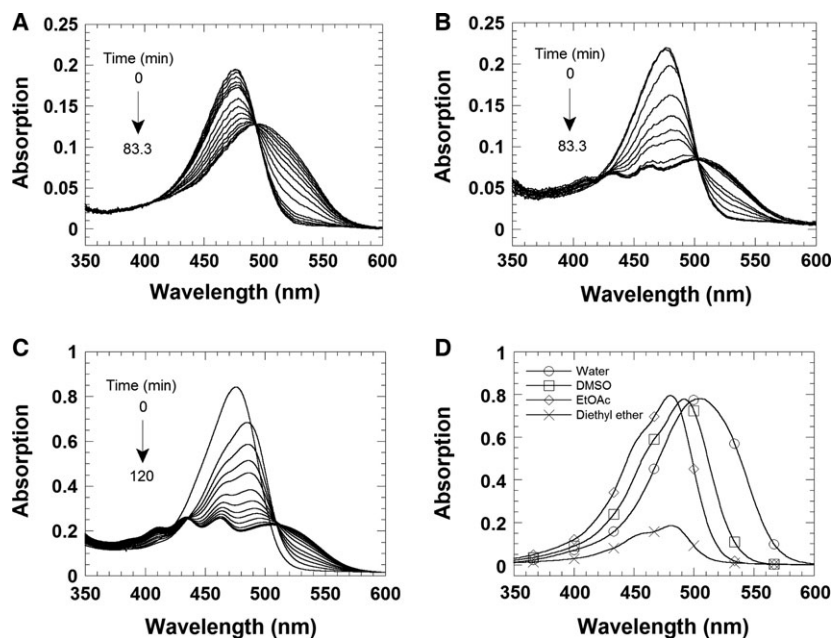 A
Time (min)
0
83.3
0.25
0.2
0.15
0.1
0.05
0
Absorption
350 400 450 500 550 600
Wavelength (nm)
B
Time (min)
0
83.3
0.25
0.2
0.15
0.1
0.05
0
Absorption
350 400 450 500 550 600
Wavelength (nm)
C
Time (min)
0
120
1
0.8
0.6
0.4
0.2
0
Absorption
350 400 450 500 550 600
Wavelength (nm)
D
Water
DMSO
EtOAc
Diethyl ether
1
0.8
0.6
0.4
0.2
0
Absorption
350 400 450 500 550 600
Wavelength (nm)